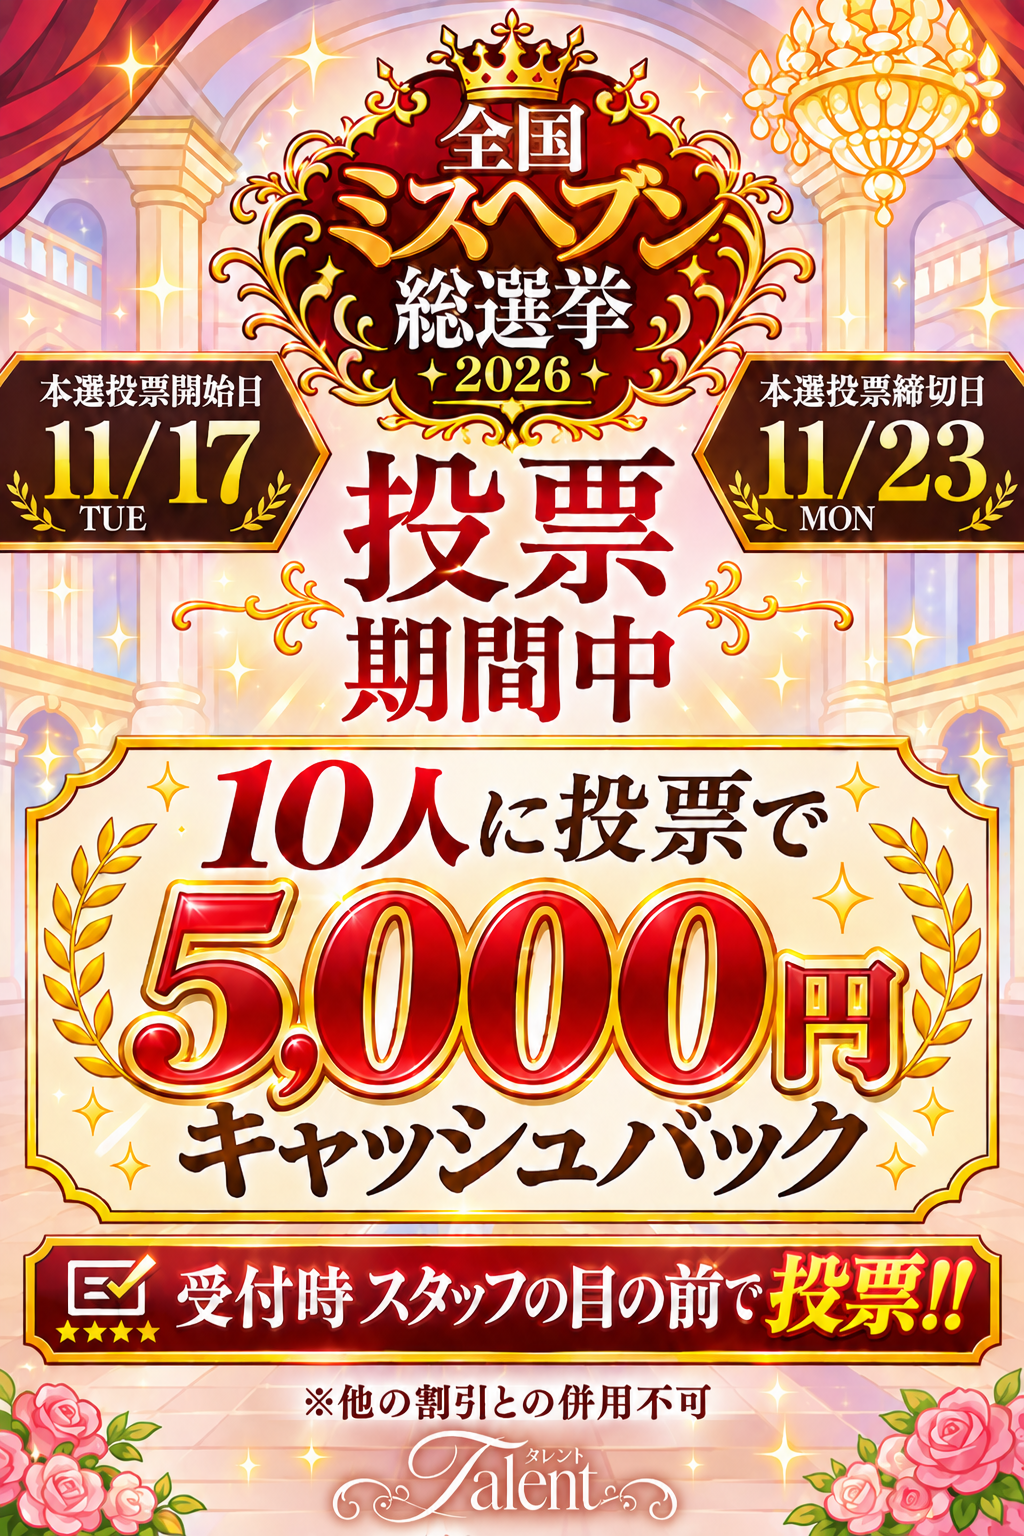 全国
ミスヘブン
総選挙
2026
本選投票開始日
11/17
TUE
本選投票締切日
11/23
MON
投票
期間中
10人に投票で
5,000円
キャッシュバック
受付時 スタッフの目の前で投票!!
※他の割引との併用不可
タレント
Talent